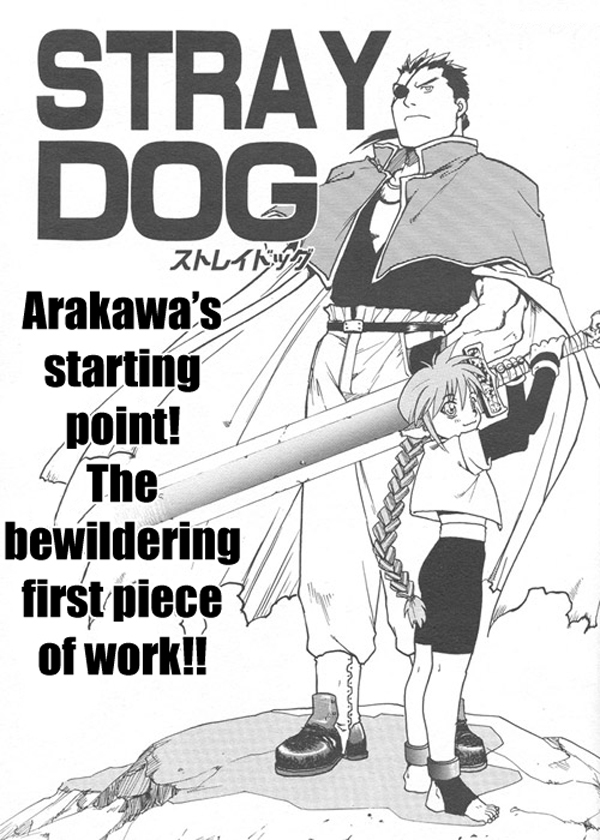 STRAY
DOG
ストレイドッグ
Arakawa's
starting
point!
The
bewildering
first piece
of work!!